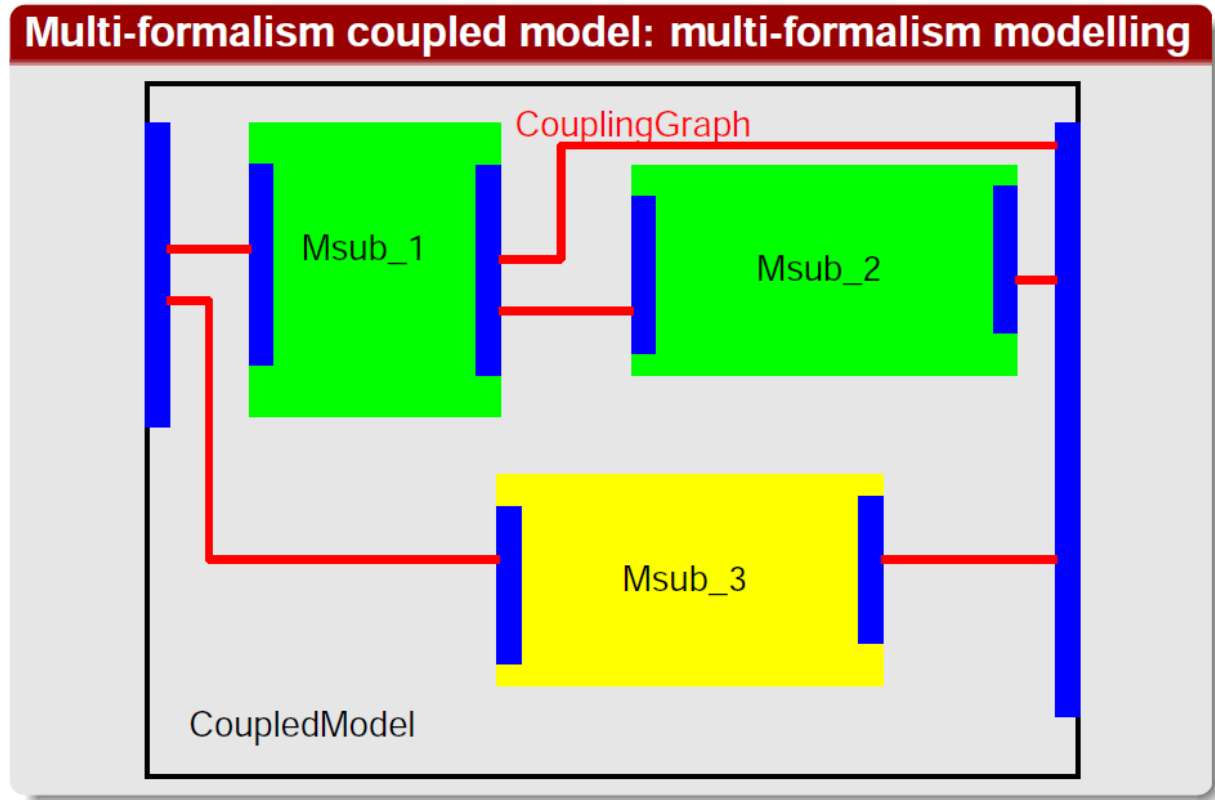 Multi-formalism coupled model: multi-formalism modelling
CouplingGraph
Msub_1
Msub_2
Msub_3
CoupledModel